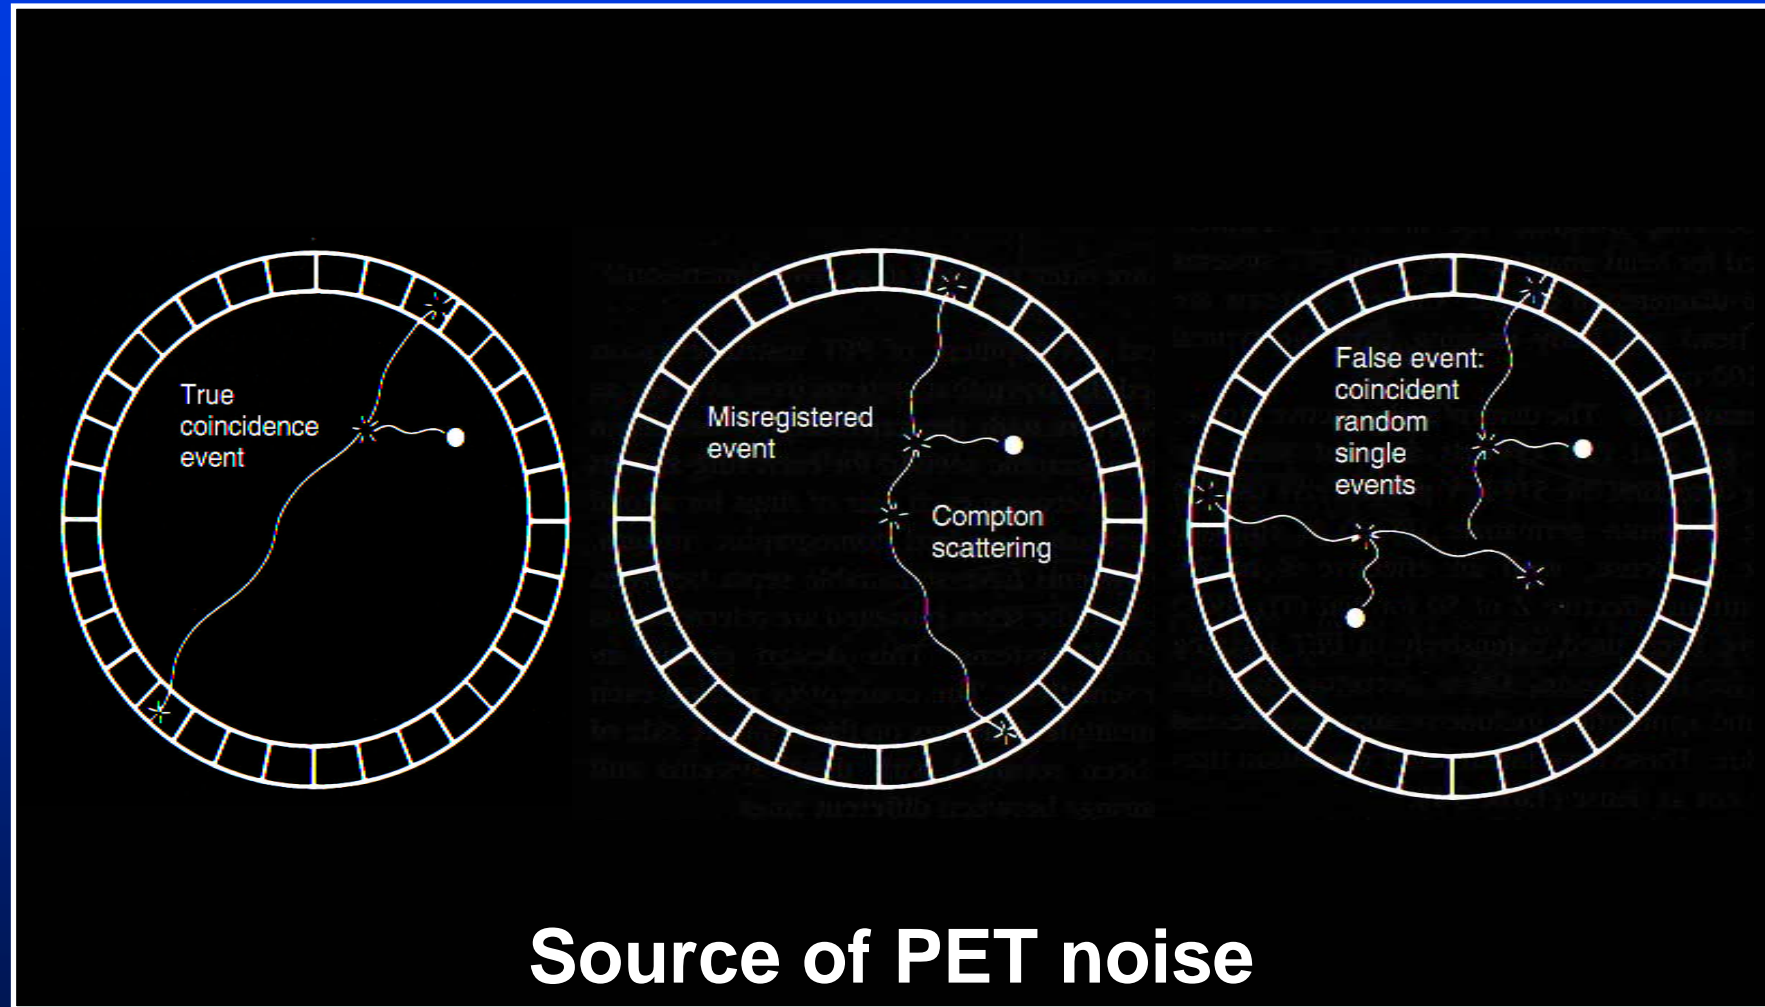 True
coincidence
event
Misregistered
event
Compton
scattering
False event:
coincident
random
single
events
Source of PET noise